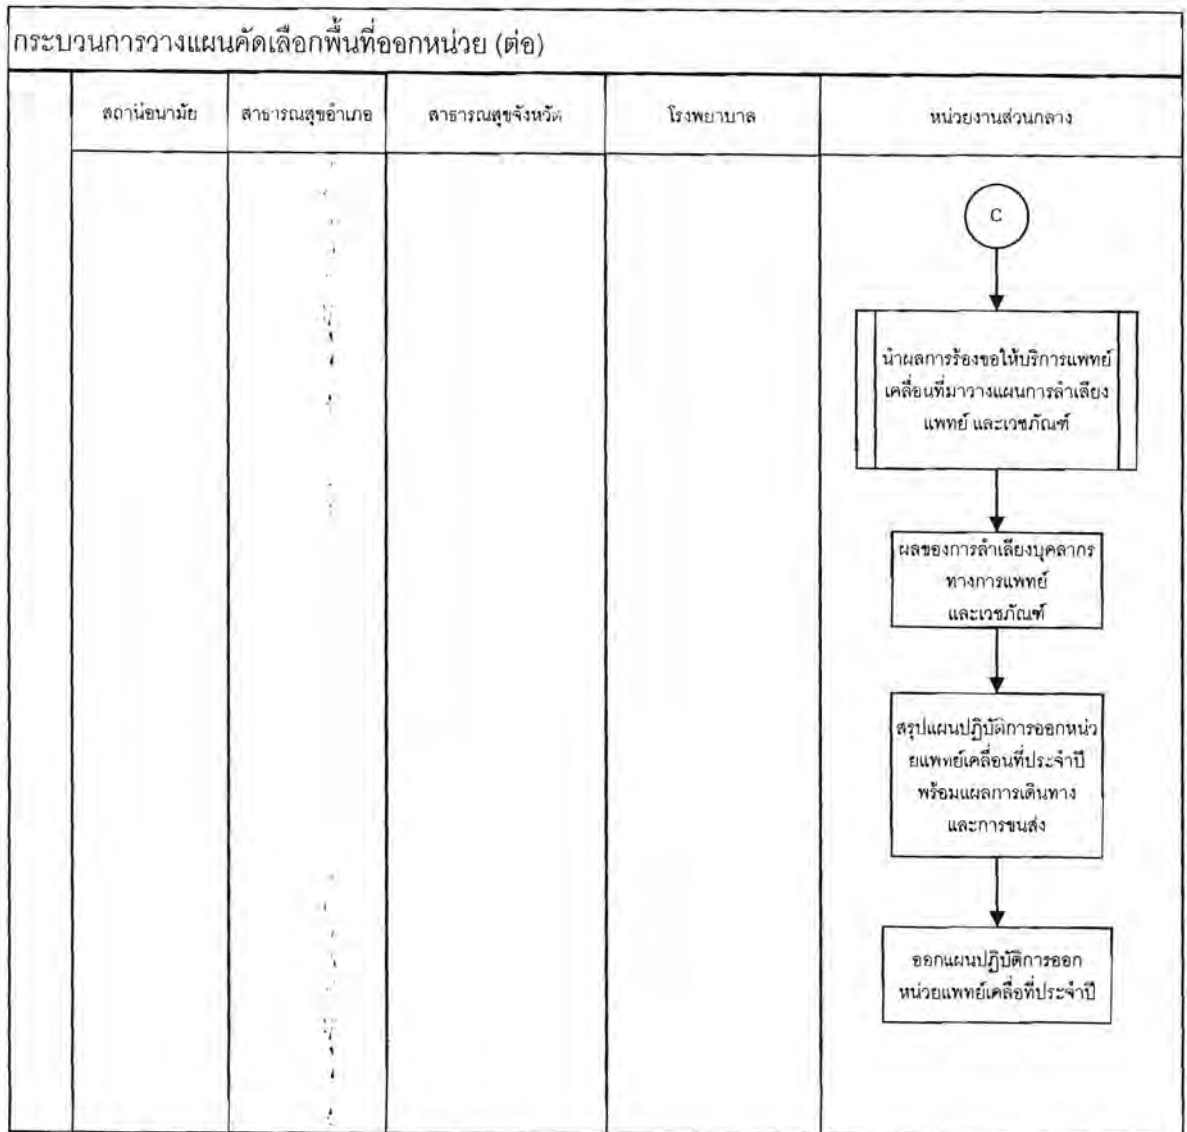 กระบวนการวางแผนคัดเลือกพื้นที่ออกหน่วย (ต่อ)
สถานีอนามัย
สาธารณสุขอำเภอ
สาธารณสุขจังหวัด
โรงพยาบาล
หน่วยงานส่วนกลาง
C
นำผลการร้องขอให้บริการแพทย์
เคลื่อนที่มาวางแผนการลำเลียง
แพทย์ และเวชภัณฑ์
ผลของการลำเลียงบุคลากร
ทางการแพทย์
และเวชภัณฑ์
สรุปแผนปฏิบัติการออกหน่ว
ยแพทย์เคลื่อนที่ประจำปี
พร้อมแผลการเดินทาง
และการขนส่ง
ออกแผนปฏิบัติการออก
หน่วยแพทย์เคลื่อที่ประจำปี